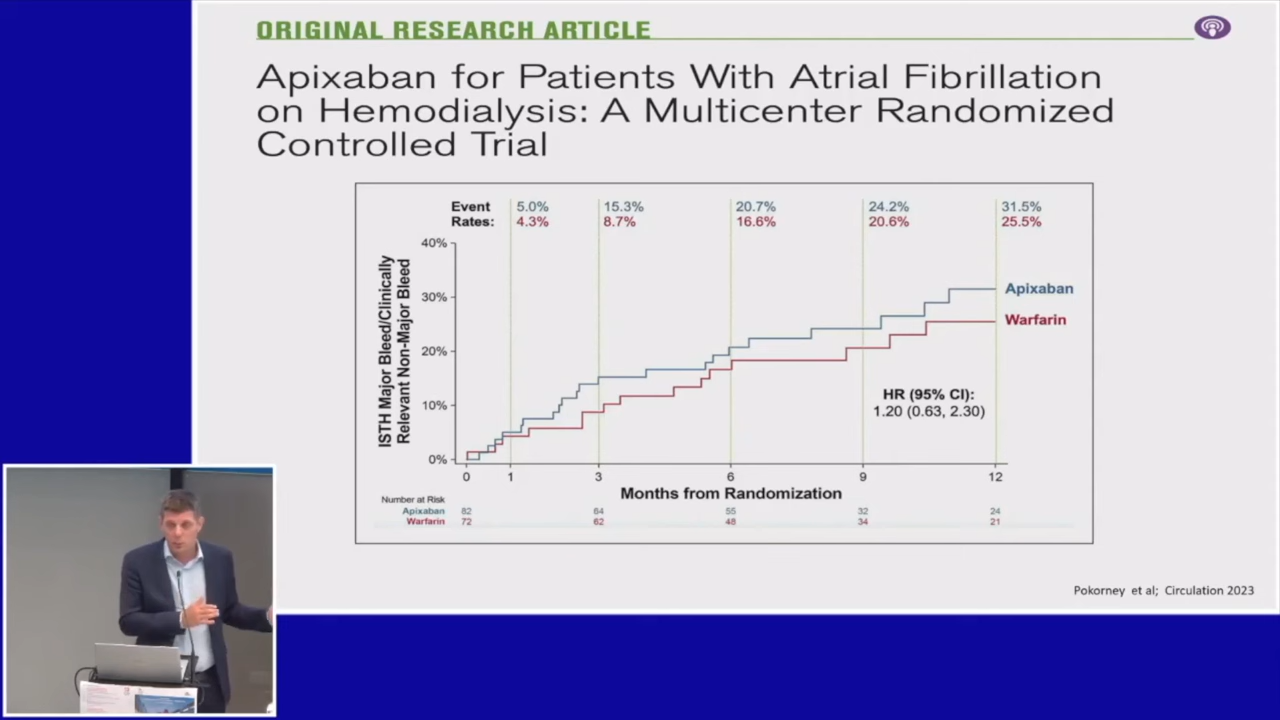 ORIGINAL RESEARCH ARTICLE
Apixaban for Patients With Atrial Fibrillation
on Hemodialysis: A Multicenter Randomized
Controlled Trial
Event 5.0% 15.3% 20.7% 24.2% 31.5%
Rates: 4.3% 8.7% 16.6% 20.6% 25.5%
ISTH Major Bleed/Clinically
Relevant Non-Major Bleed
40%
30%
20%
10%
0%
Apixaban
Warfarin
HR (95% CI):
1.20 (0.63, 2.30)
0 1 3 6 9 12
Months from Randomization
Number at Risk
Apixaban 82 64 55 32 24
Warfarin 72 62 48 34 21
Pokorney et al; Circulation 2023